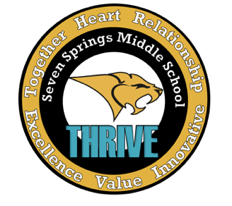 Together Heart Relationship
Seven Springs Middle School
THRIVE
Excellence Value Innovative